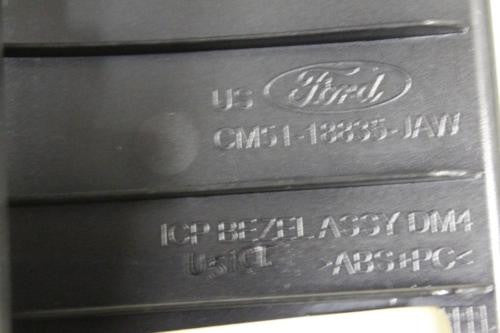 US Ford
CM51-18835-JAW
ICP BEZEL ASSY DM4
>ABS+PC<